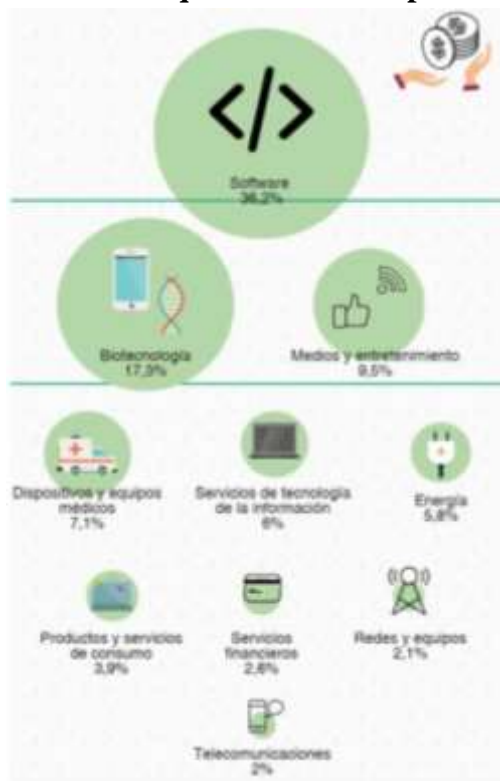 Software
36,2%
Biotecnología
17,3%
Medios y entretenimiento
9,5%
Dispositivos y equipos
médicos
7,1%
Servicios de tecnología
de la información
6%
Energía
5,8%
Productos y servicios
de consumo
3,9%
Servicios
financieros
2,6%
Redes y equipos
2,1%
Telecomunicaciones
2%